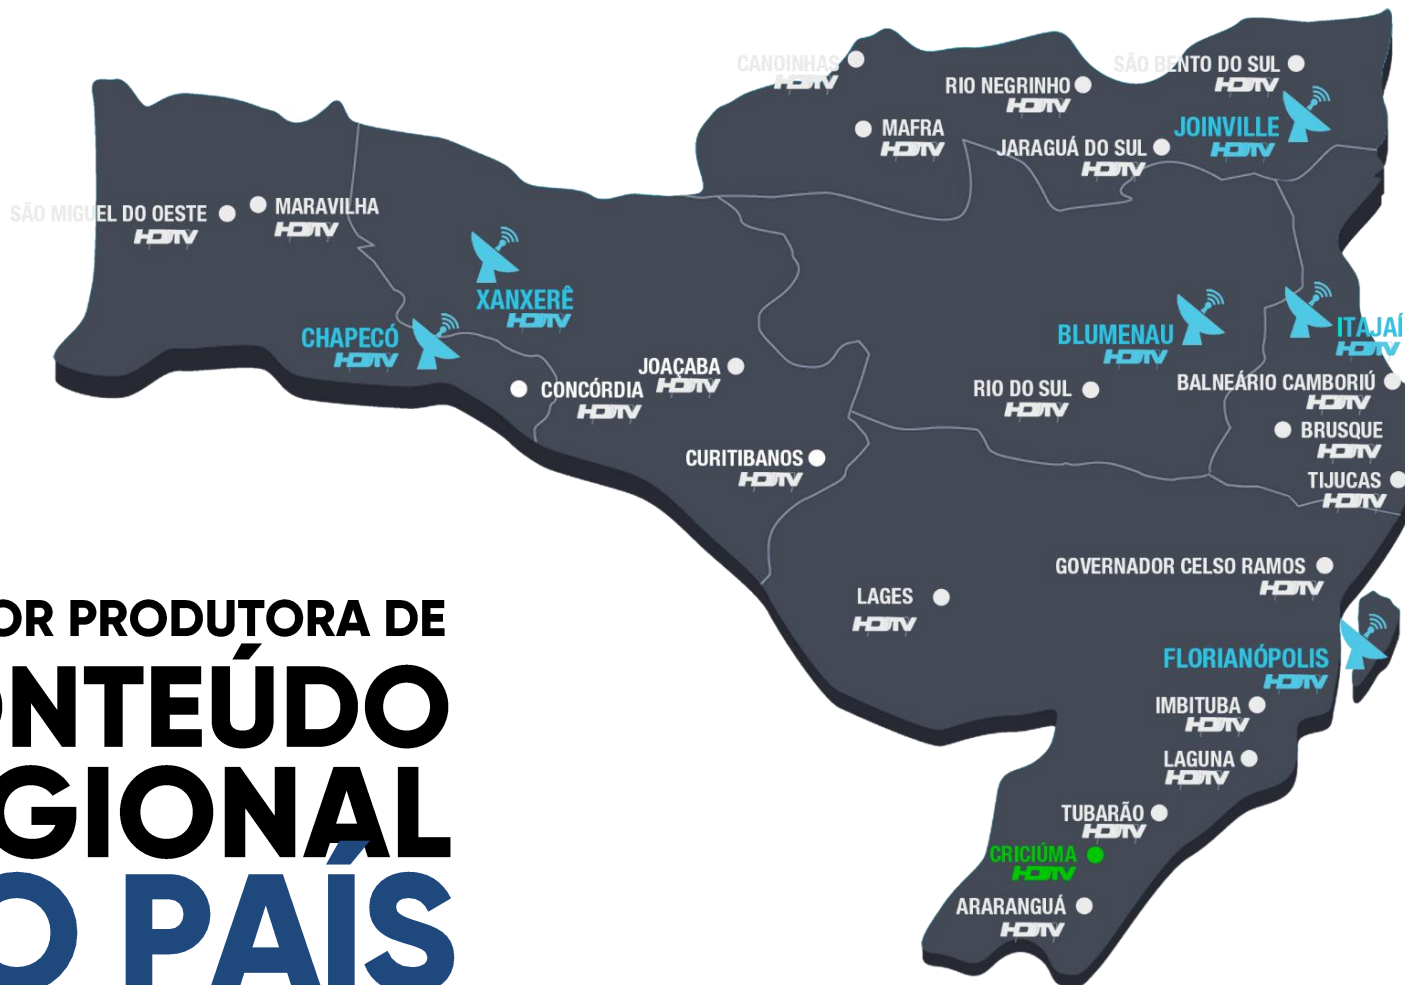 CANOINHAS
HDTV
SÃO BENTO DO SUL
HDTV
RIO NEGRINHO
HDTV
MAFRA
HDTV
JOINVILLE
HDTV
JARAGUÁ DO SUL
HDTV
SÃO MIGUEL DO OESTE
HDTV
MARAVILHA
HDTV
XANXERÊ
HDTV
CHAPECÓ
HDTV
BLUMENAU
HDTV
ITAJAÍ
HDTV
JOAÇABA
HDTV
CONCÓRDIA
HDTV
RIO DO SUL
HDTV
BALNEÁRIO CAMBORIÚ
HDTV
BRUSQUE
HDTV
CURITIBANOS
HDTV
TIJUCAS
HDTV
GOVERNADOR CELSO RAMOS
HDTV
LAGES
HDTV
FLORIANÓPOLIS
HDTV
IMBITUBA
HDTV
LAGUNA
HDTV
TUBARÃO
HDTV
CRICIÚMA
HDTV
ARARANGUÁ
HDTV
OR PRODUTORA DE
ONTEÚDO
GIONAL
O PAÍS